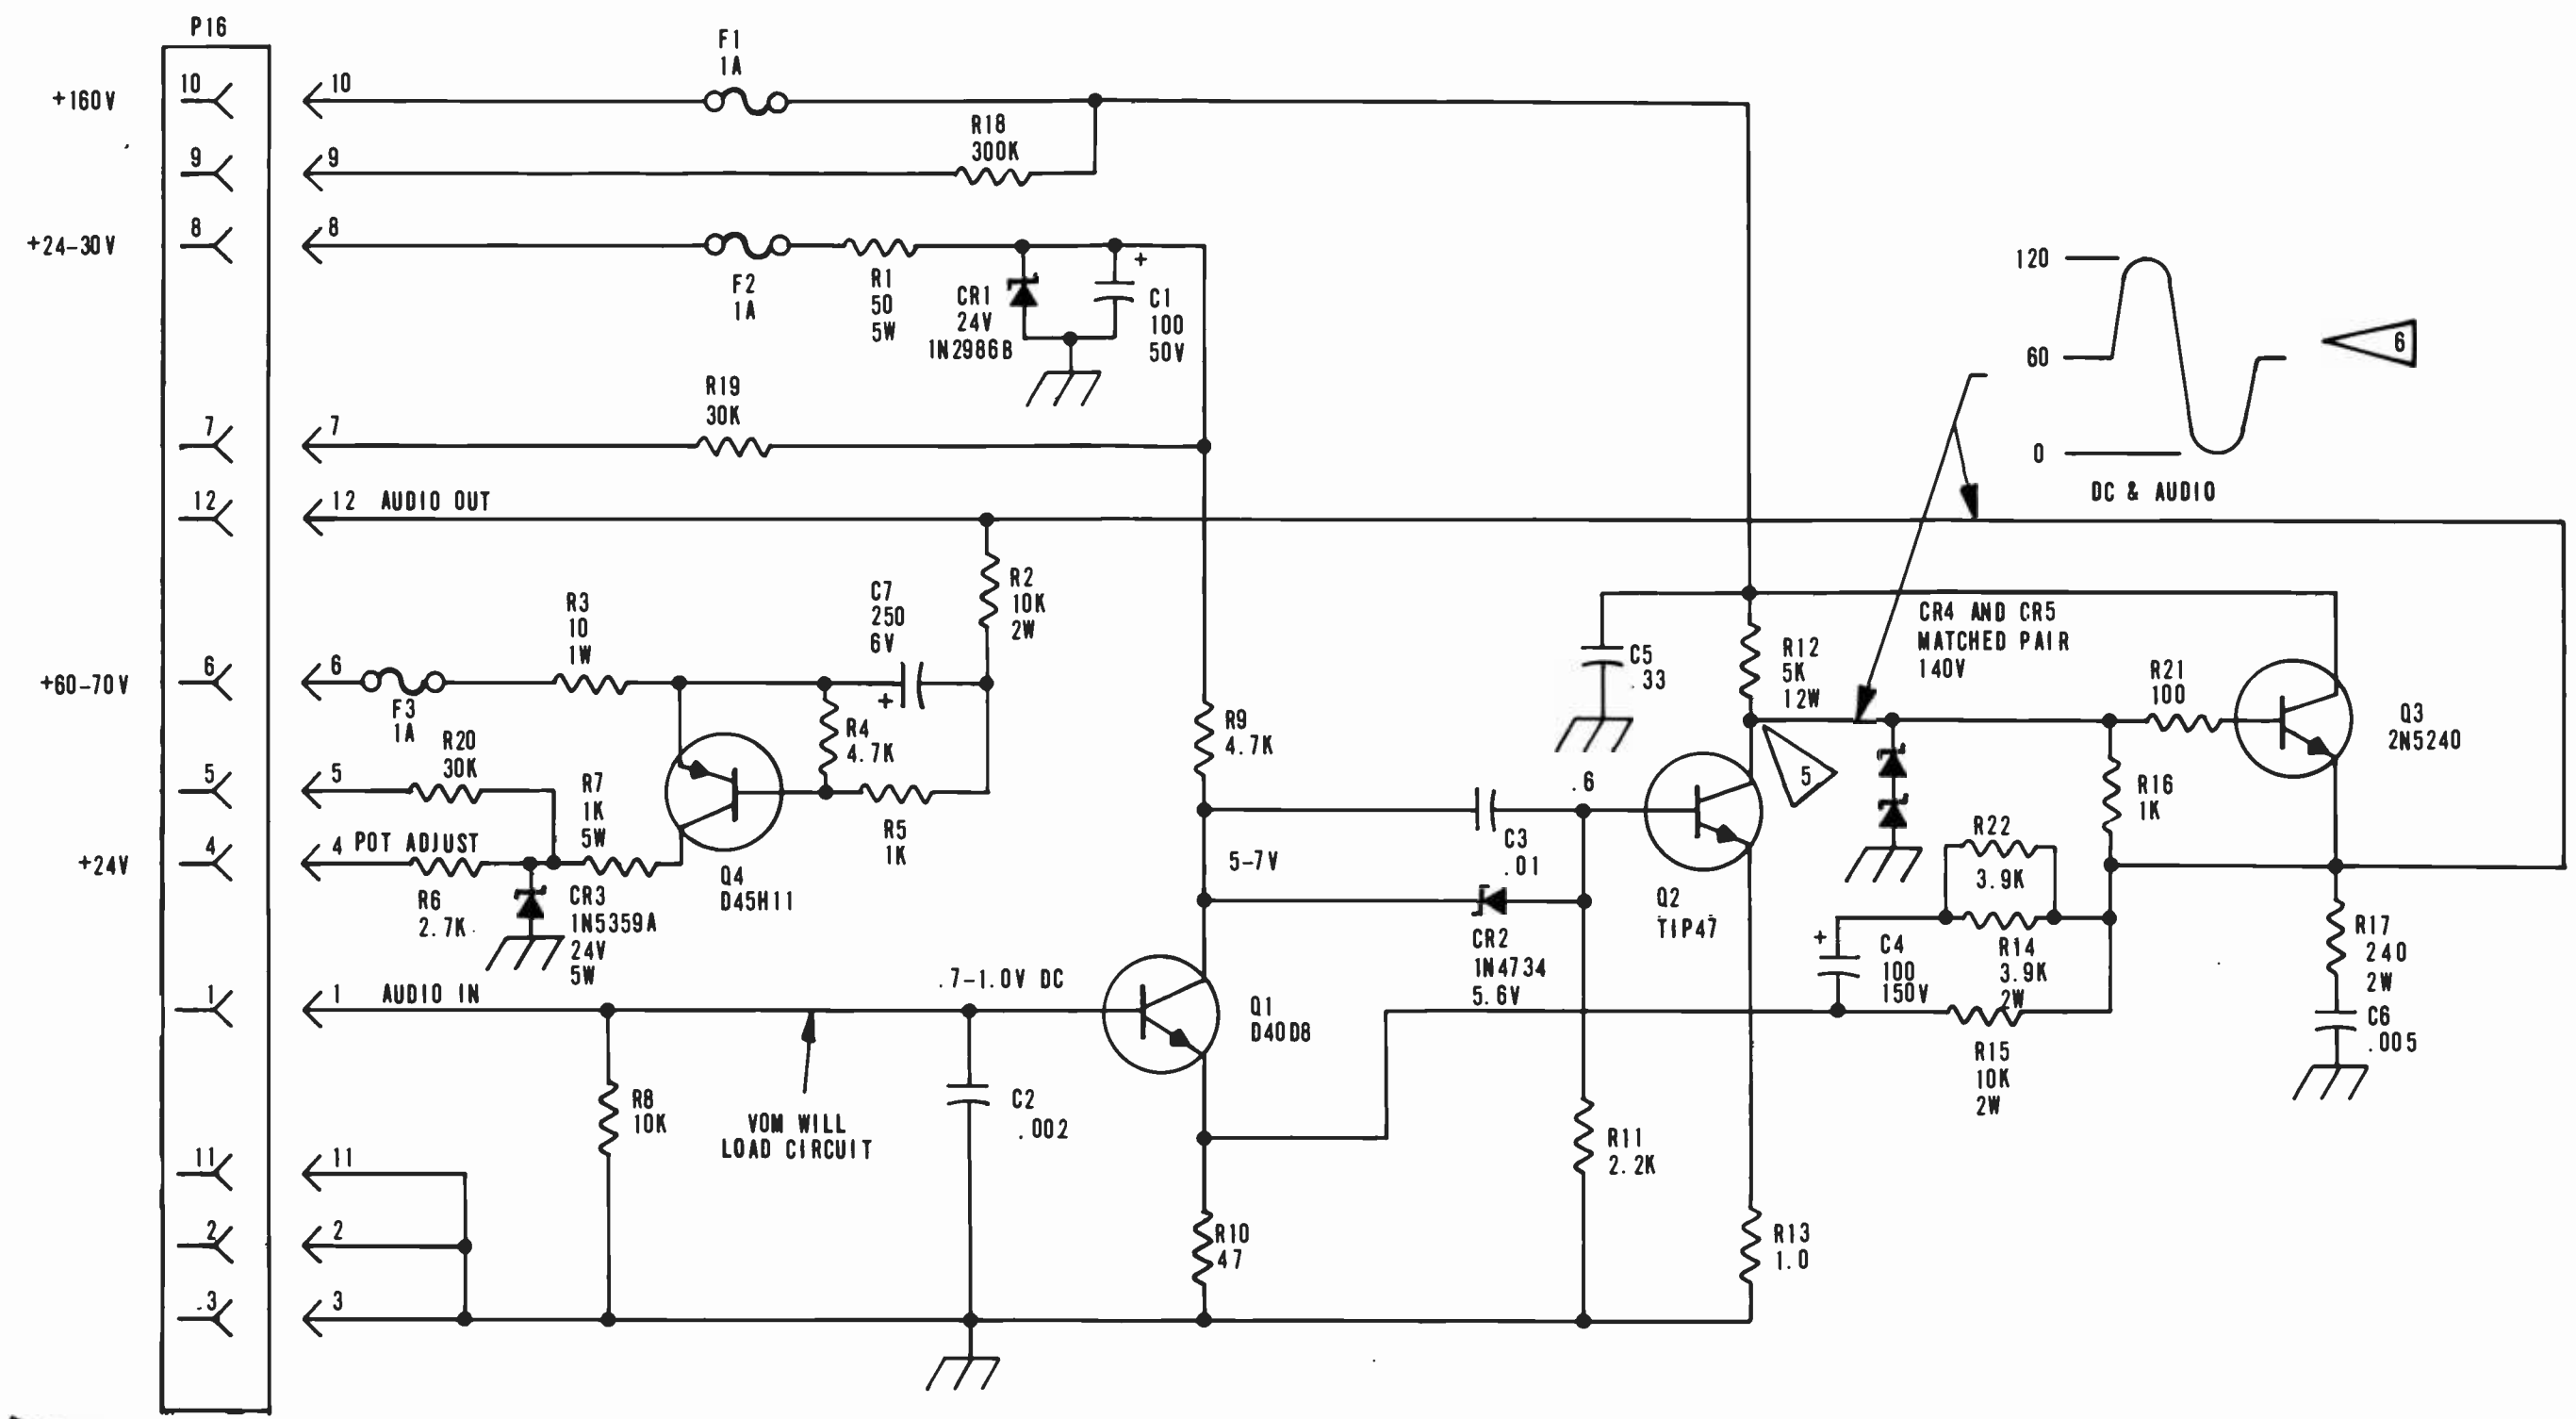 P16
+160V
10
10
F1
1A
9
9
R18
300K
+24-30V
8
8
F2
1A
R1
50
5W
CR1
24V
1N2986B
+
C1
100
50V
7
7
R19
30K
12
12 AUDIO OUT
120
60
0
6
DC & AUDIO
R2
10K
2W
C7
250
6V
+
R3
10
1W
+60-70V
6
6
F3
1A
R4
4.7K
R5
1K
5
5
R20
30K
R7
1K
5W
+24V
4
4 POT ADJUST
R6
2.7K
CR3
1N5359A
24V
5W
Q4
D45H11
R9
4.7K
5-7V
C3
.01
.6
CR2
1N4734
5.6V
C5
.33
R12
5K
12W
CR4 AND CR5
MATCHED PAIR
140V
5
Q2
TIP47
R21
100
Q3
2N5240
R16
1K
R22
3.9K
R14
3.9K
2W
+
C4
100
150V
R15
10K
2W
R17
240
2W
C6
.005
1
1 AUDIO IN
.7-1.0V DC
Q1
D40D8
R8
10K
VOM WILL
LOAD CIRCUIT
C2
.002
R10
47
R11
2.2K
R13
1.0
11
11
2
2
3
3